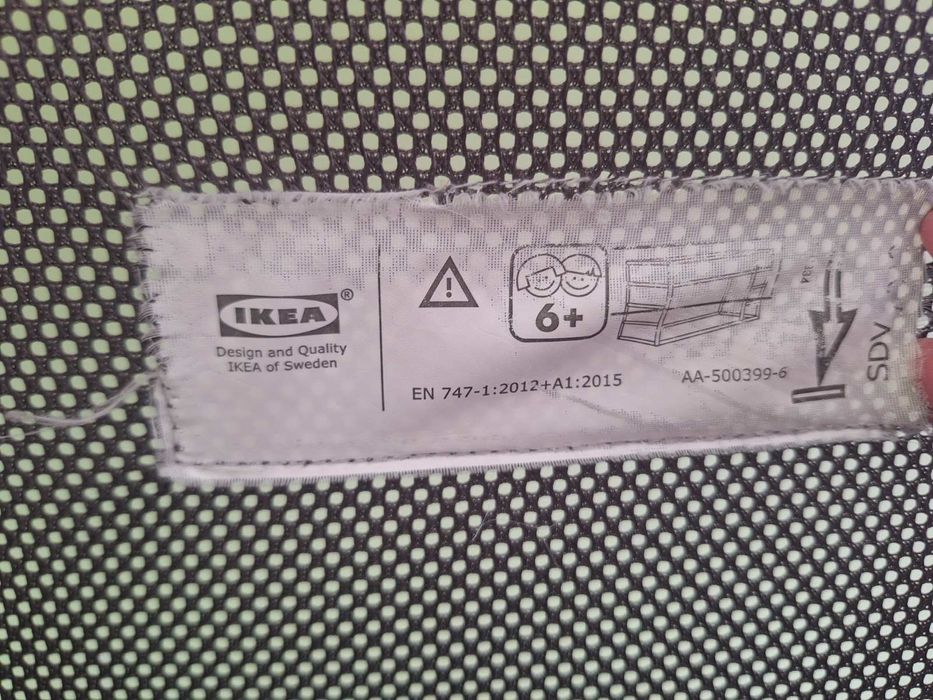 IKEA®
Design and Quality
IKEA of Sweden
6+
EN 747-1:2012+A1:2015
AA-500399-6
SDV